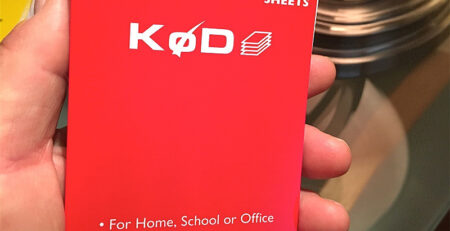 SHEETS
KØD
• For Home, School or Office